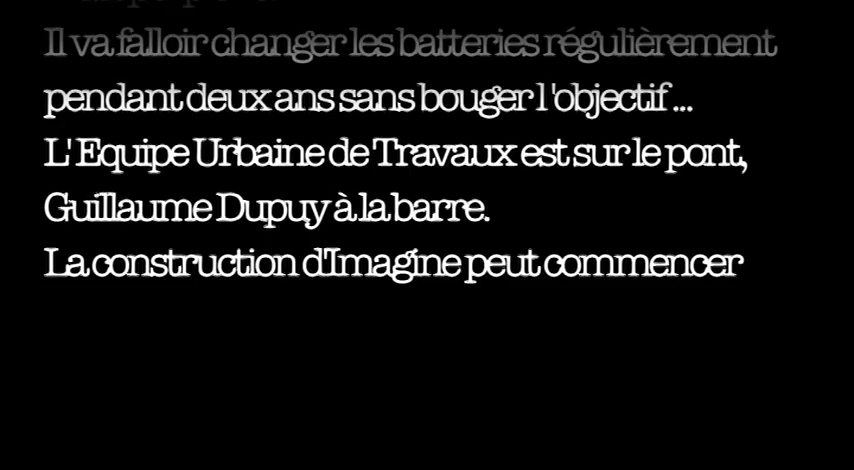 Il va falloir changer les batteries régulièrement
pendant deux ans sans bouger l'objectif ...
L' Equipe Urbaine de Travaux est sur le pont,
Guillaume Dupuy à la barre.
La construction d'Imagine peut commencer